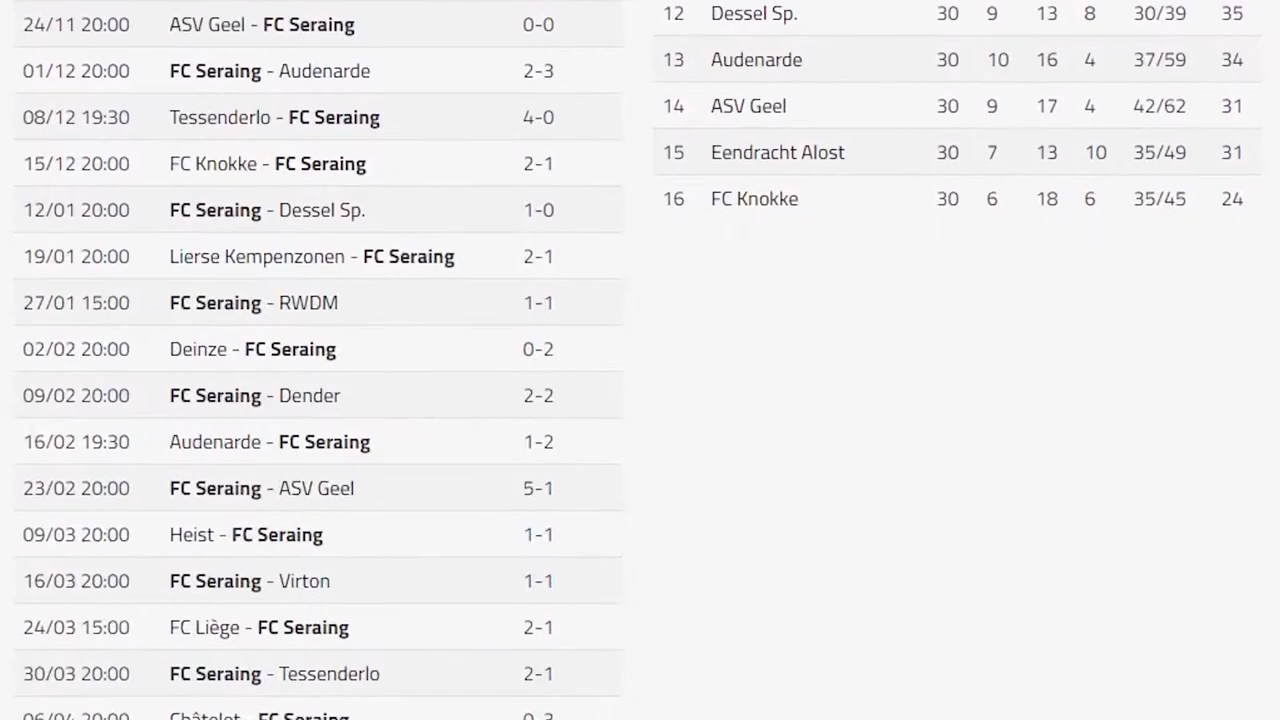 24/11 20:00 ASV Geel - FC Seraing 0-0
01/12 20:00 FC Seraing - Audenarde 2-3
08/12 19:30 Tessenderlo - FC Seraing 4-0
15/12 20:00 FC Knokke - FC Seraing 2-1
12/01 20:00 FC Seraing - Dessel Sp. 1-0
19/01 20:00 Lierse Kempenzonen - FC Seraing 2-1
27/01 15:00 FC Seraing - RWDM 1-1
02/02 20:00 Deinze - FC Seraing 0-2
09/02 20:00 FC Seraing - Dender 2-2
16/02 19:30 Audenarde - FC Seraing 1-2
23/02 20:00 FC Seraing - ASV Geel 5-1
09/03 20:00 Heist - FC Seraing 1-1
16/03 20:00 FC Seraing - Virton 1-1
24/03 15:00 FC Liège - FC Seraing 2-1
30/03 20:00 FC Seraing - Tessenderlo 2-1
06/04 20:00 Châtelet - FC Seraing 0-3
12 Dessel Sp. 30 9 13 8 30/39 35
13 Audenarde 30 10 16 4 37/59 34
14 ASV Geel 30 9 17 4 42/62 31
15 Eendracht Alost 30 7 13 10 35/49 31
16 FC Knokke 30 6 18 6 35/45 24